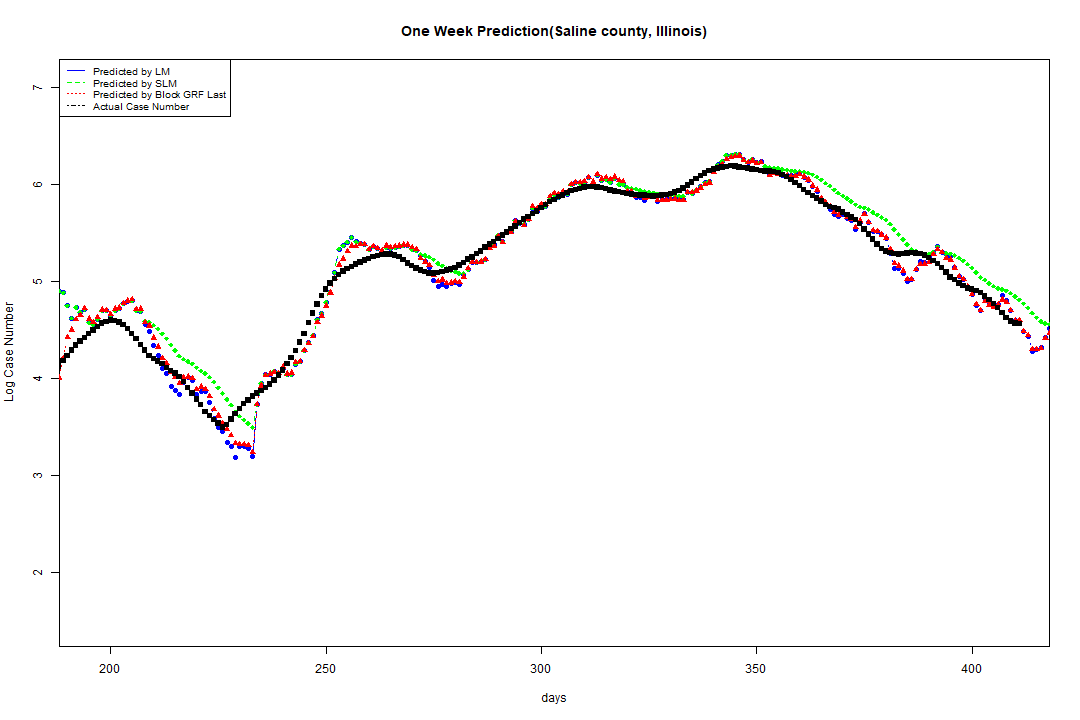 One Week Prediction(Saline county, Illinois)
Predicted by LM
Predicted by SLM
Predicted by Block GRF Last
Actual Case Number
7
6
5
4
3
2
Log Case Number
200 250 300 350 400
days